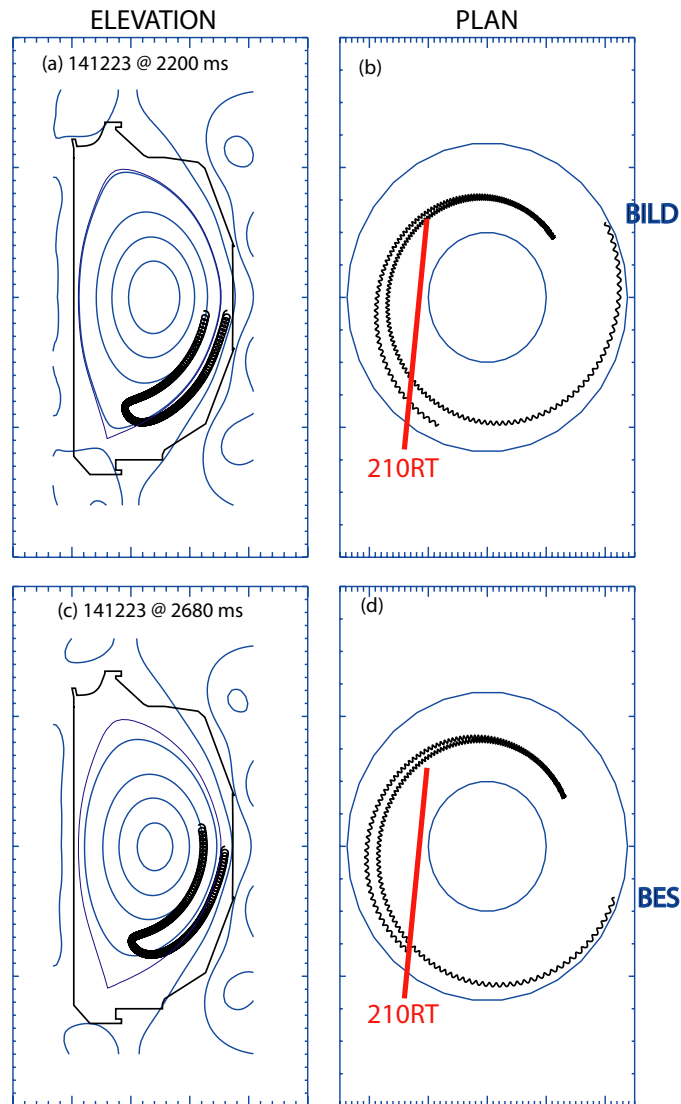 ELEVATION
PLAN
(a) 141223 @ 2200 ms
(b)
BILD
210RT
(c) 141223 @ 2680 ms
(d)
BES
210RT